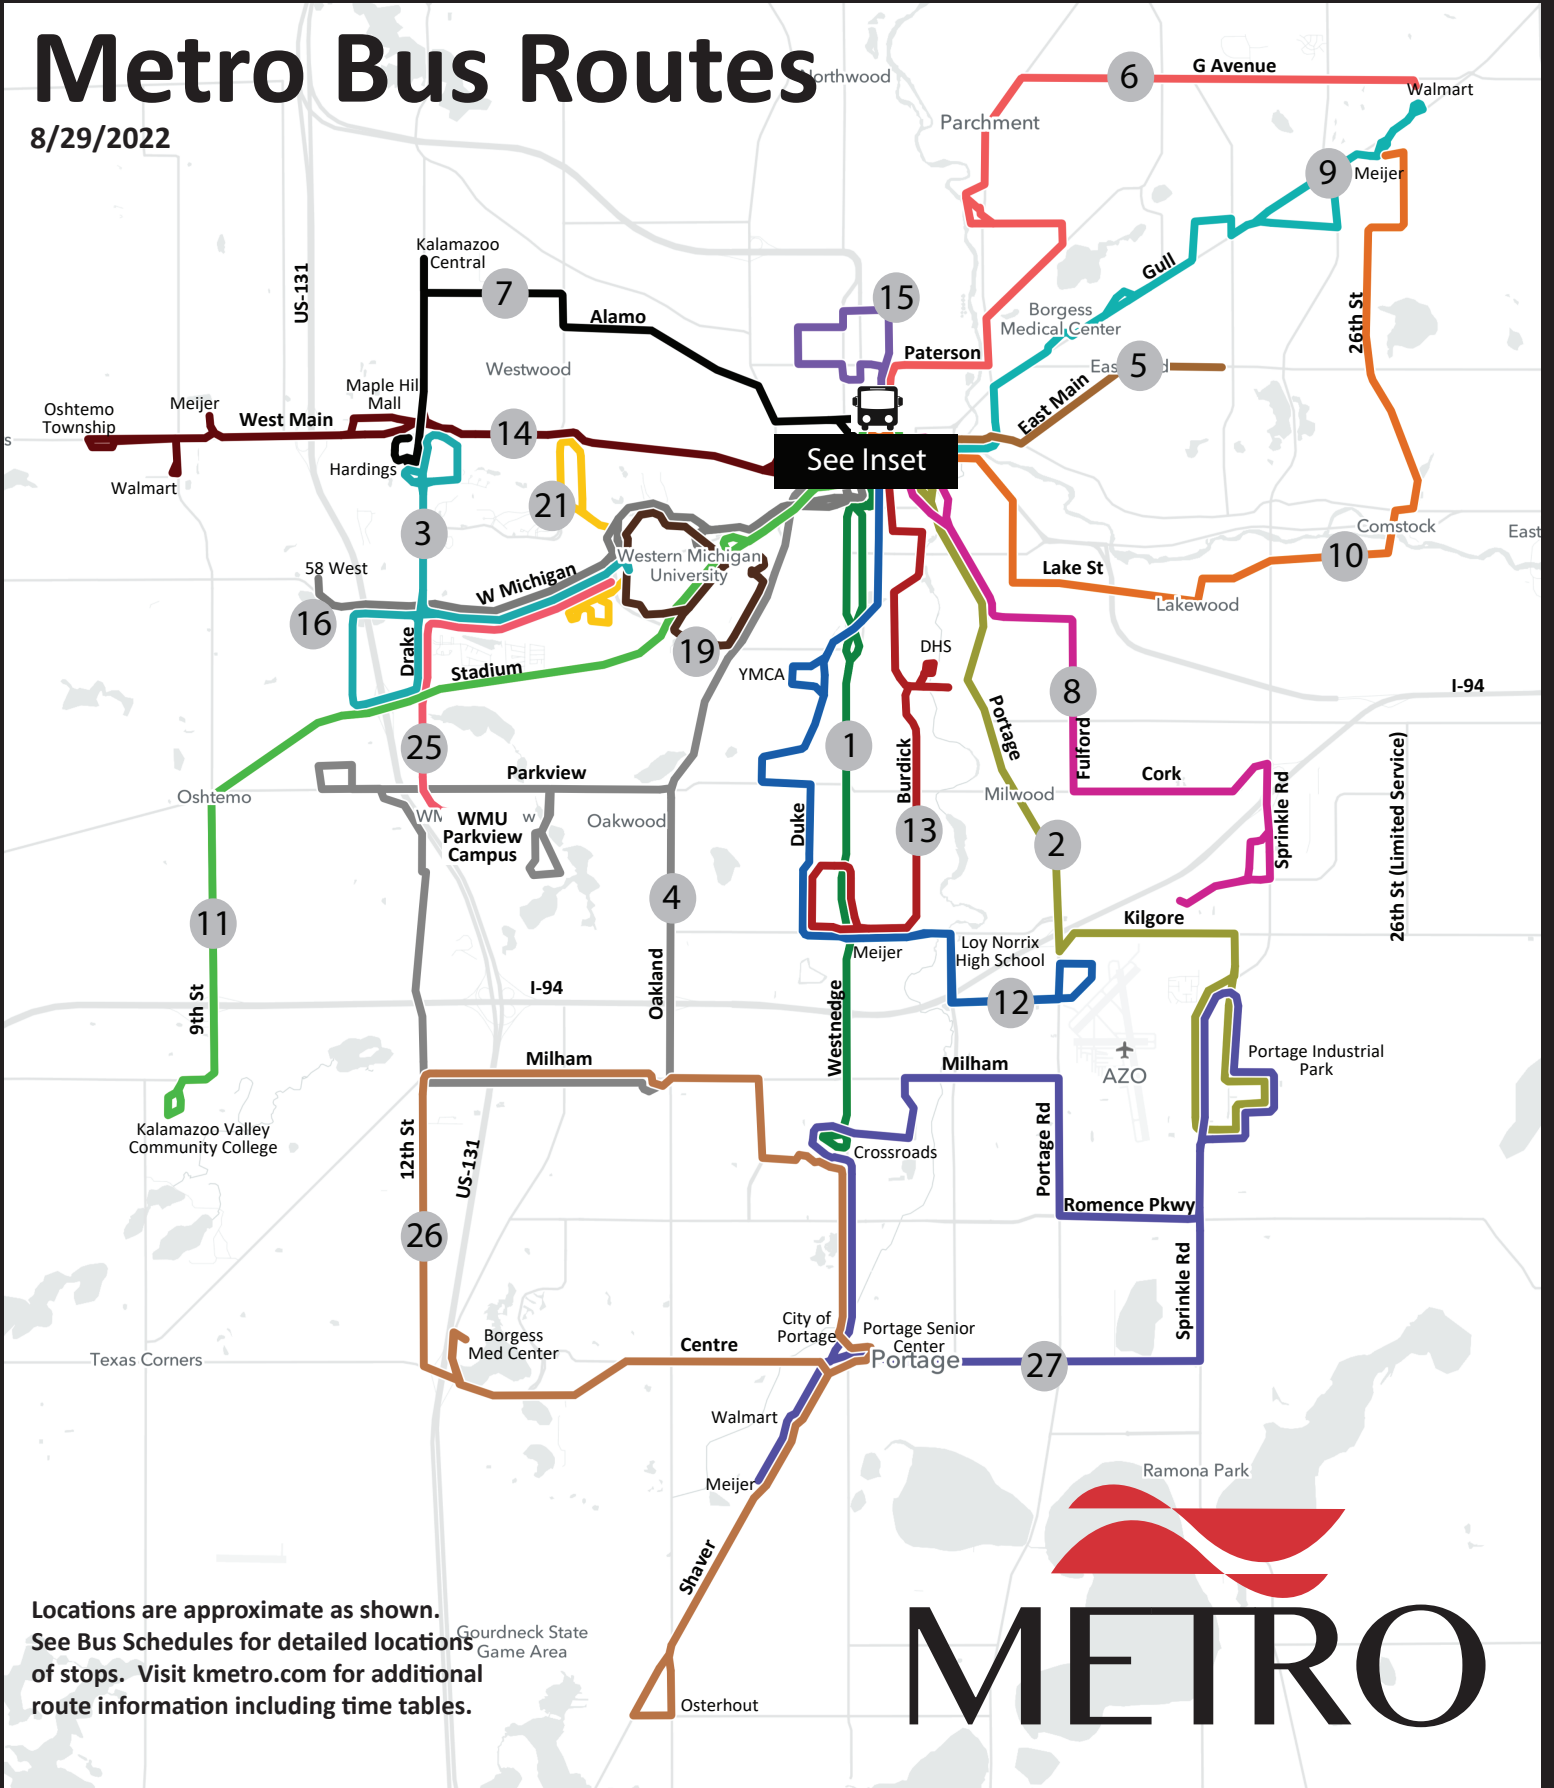 Metro Bus Routes
8/29/2022
Northwood
6
G Avenue
Walmart
Parchment
9
Meijer
Kalamazoo
Central
US-131
7
Alamo
15
Gull
Borgess
Medical Center
26th St
Paterson
Westwood
5
East Main
Maple Hill
Mall
Meijer
Oshtemo
Township
West Main
14
See Inset
Hardings
Walmart
21
3
Comstock
East
10
Western Michigan
University
58 West
W Michigan
Lake St
Lakewood
16
Drake
19
DHS
Stadium
YMCA
8
I-94
Portage
25
1
Burdick
Fulford
Parkview
Cork
Sprinkle Rd
26th St (Limited Service)
Oshtemo
Milwood
WMU
Parkview
Campus
w
Oakwood
Duke
13
2
4
11
Kilgore
Loy Norrix
High School
Meijer
Oakland
I-94
9th St
Westnedge
12
Milham
Milham
Portage Industrial
Park
AZO
Kalamazoo Valley
Community College
12th St
US-131
Crossroads
Portage Rd
Romence Pkwy
26
Sprinkle Rd
City of
Portage
Portage Senior
Center
Borgess
Med Center
Centre
Texas Corners
Portage
27
Walmart
Meijer
Ramona Park
Shaver
Locations are approximate as shown.
See Bus Schedules for detailed locations
of stops.  Visit kmetro.com for additional
route information including time tables.
Gourdneck State
Game Area
Osterhout
METRO